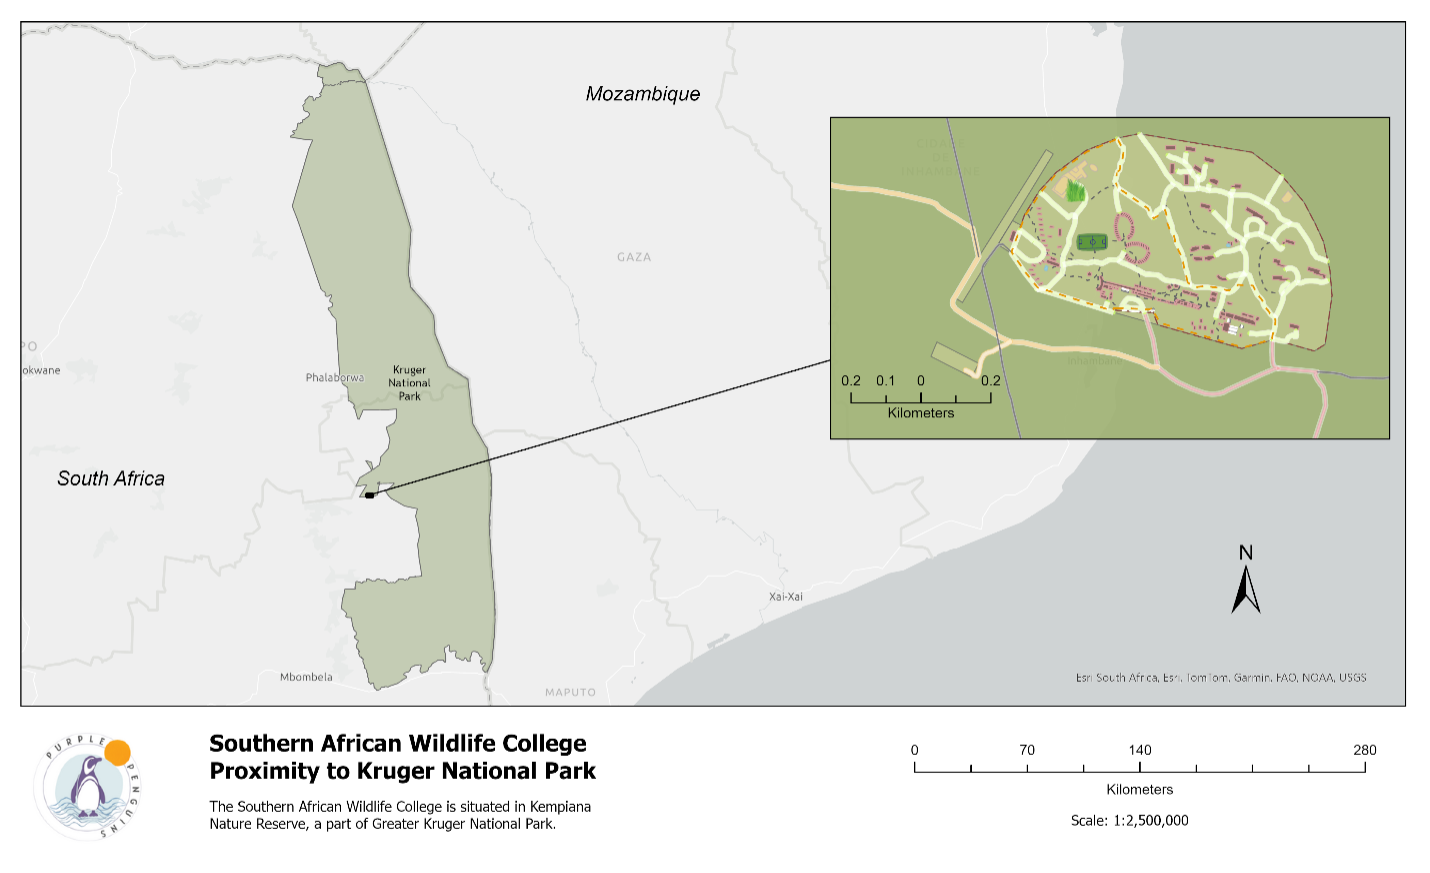 Mozambique
GAZA
PO
okwane
Phalaborwa
Kruger
National
Park
South Africa
Xai-Xai
Mbombela
MAPUTO
Inhambane
0.2 0.1 0 0.2
Kilometers
N
Esri South Africa, Esri, TomTom, Garmin, FAO, NOAA, USGS
PURPLE PENGUINS
Southern African Wildlife College
Proximity to Kruger National Park
The Southern African Wildlife College is situated in Kempiana
Nature Reserve, a part of Greater Kruger National Park.
0 70 140 280
Kilometers
Scale: 1:2,500,000